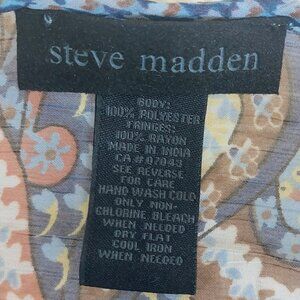 steve madden
BODY:
100% POLYESTER
FRINGES:
100% RAYON
MADE IN INDIA
CA# 07043
SEE REVERSE
FOR CARE
HAND WASH COLD
ONLY NON-
CHLORINE BLEACH
WHEN NEEDED
DRY FLAT
COOL IRON
WHEN NEEDED